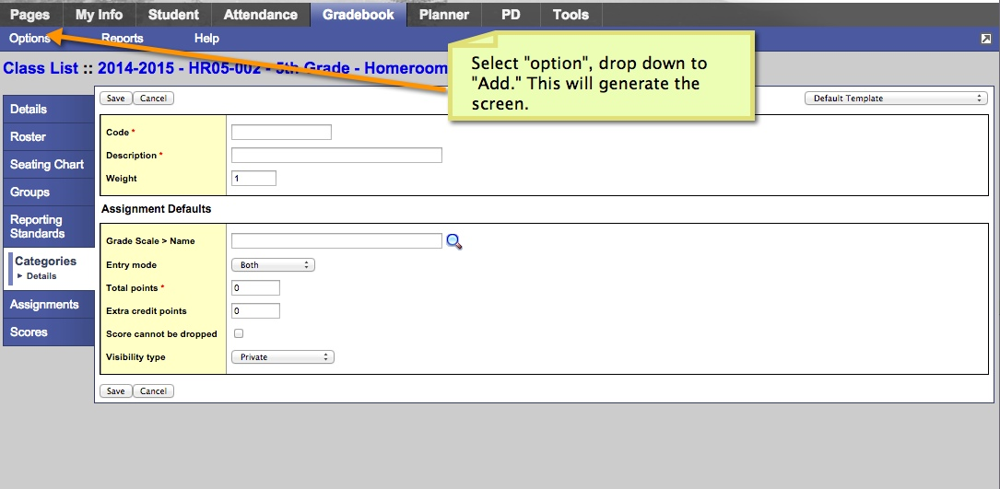 Pages My Info Student Attendance Gradebook Planner PD Tools
Options Reports Help
Select "option", drop down to
"Add." This will generate the
screen.
Class List :: 2014-2015 - HR05-002 - 5th Grade - Homeroom
Details
Roster
Seating Chart
Groups
Reporting
Standards
Categories
► Details
Assignments
Scores
Save Cancel Default Template
Code *
Description *
Weight 1
Assignment Defaults
Grade Scale > Name
Entry mode Both
Total points * 0
Extra credit points 0
Score cannot be dropped
Visibility type Private
Save Cancel